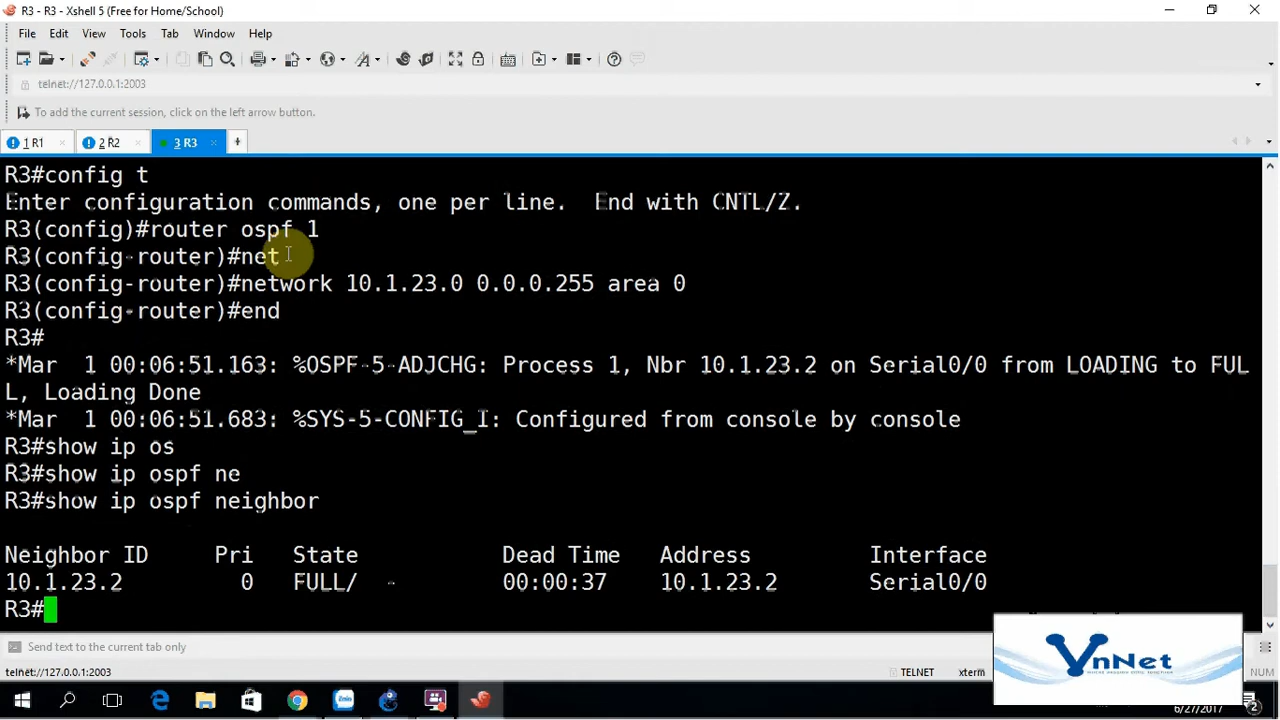 R3 - R3 - Xshell 5 (Free for Home/School)
File Edit View Tools Tab Window Help
telnet://127.0.0.1:2003
To add the current session, click on the left arrow button.
1 R1 2 R2 3 R3
R3#config t
Enter configuration commands, one per line.  End with CNTL/Z.
R3(config)#router ospf 1
R3(config-router)#net
R3(config-router)#network 10.1.23.0 0.0.0.255 area 0
R3(config-router)#end
R3#
*Mar  1 00:06:51.163: %OSPF-5-ADJCHG: Process 1, Nbr 10.1.23.2 on Serial0/0 from LOADING to FUL
L, Loading Done
*Mar  1 00:06:51.683: %SYS-5-CONFIG_I: Configured from console by console
R3#show ip os
R3#show ip ospf ne
R3#show ip ospf neighbor
Neighbor ID     Pri   State           Dead Time   Address         Interface
10.1.23.2         0   FULL/  -        00:00:37    10.1.23.2       Serial0/0
R3#
Send text to the current tab only
telnet://127.0.0.1:2003 TELNET xterm NUM
VnNet
6/27/2017 2